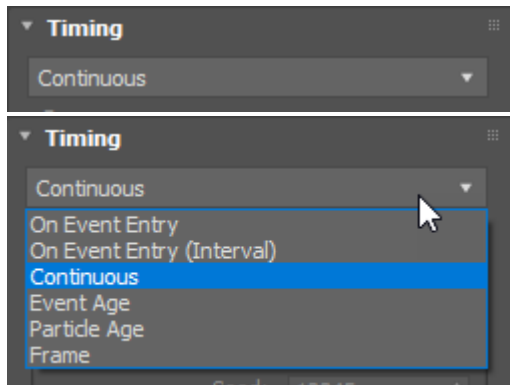 Timing
Continuous
Timing
Continuous
On Event Entry
On Event Entry (Interval)
Continuous
Event Age
Particle Age
Frame